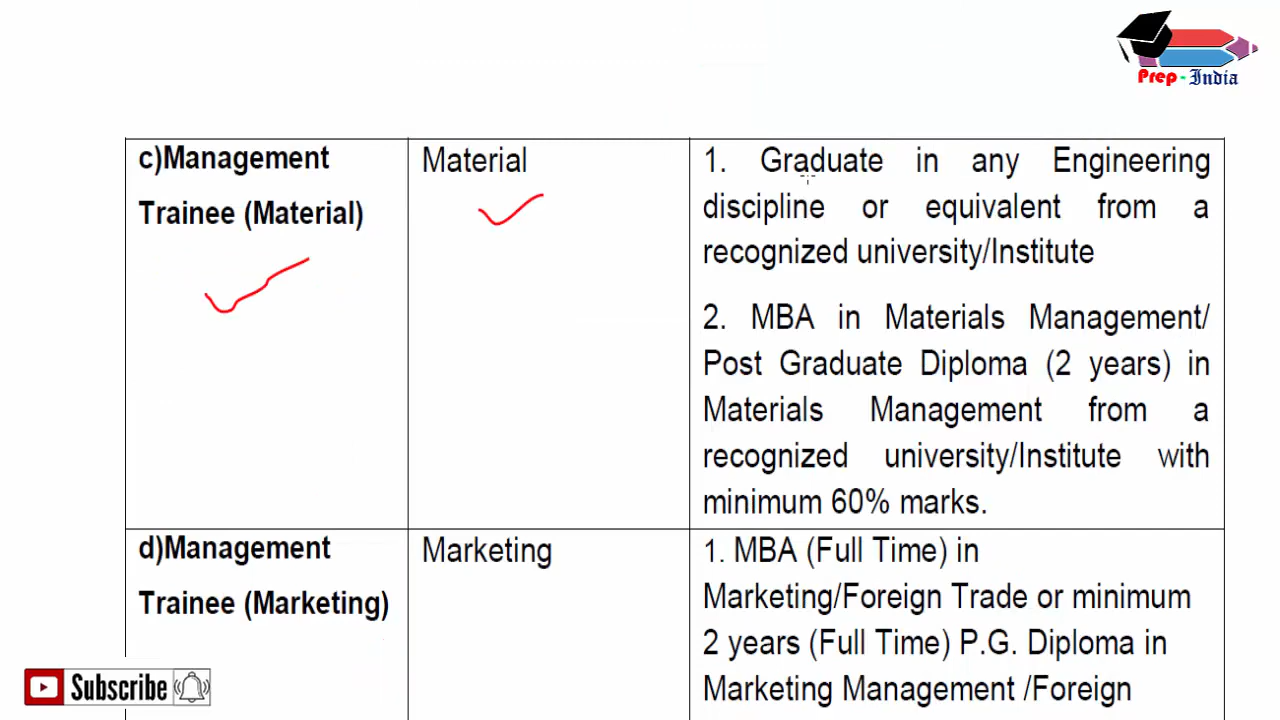 Prep-India
c)Management
Trainee (Material)
Material
1. Graduate in any Engineering
discipline or equivalent from a
recognized university/Institute
2. MBA in Materials Management/
Post Graduate Diploma (2 years) in
Materials Management from a
recognized university/Institute with
minimum 60% marks.
d)Management
Trainee (Marketing)
Marketing
1. MBA (Full Time) in
Marketing/Foreign Trade or minimum
2 years (Full Time) P.G. Diploma in
Marketing Management /Foreign
Subscribe